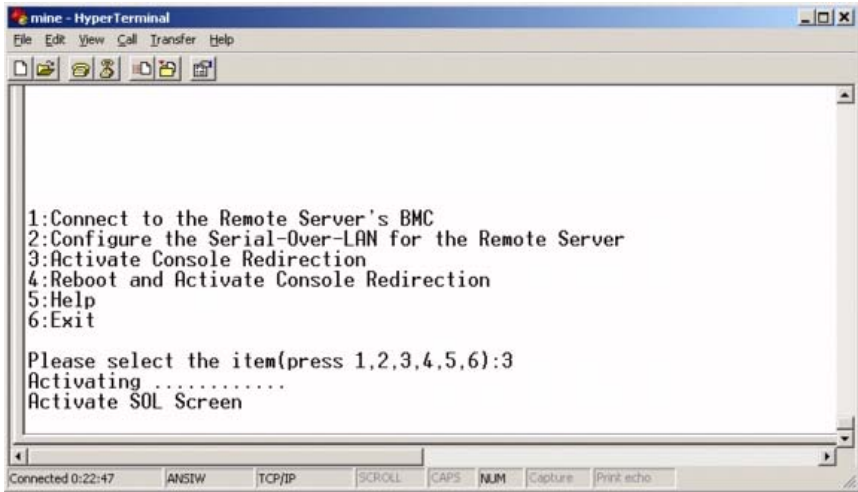 mine - HyperTerminal
File Edit View Call Transfer Help
1:Connect to the Remote Server's BMC
2:Configure the Serial-Over-LAN for the Remote Server
3:Activate Console Redirection
4:Reboot and Activate Console Redirection
5:Help
6:Exit
Please select the item(press 1,2,3,4,5,6):3
Activating ............
Activate SOL Screen
Connected 0:22:47 ANSIW TCP/IP SCROLL CAPS NUM Capture Print echo